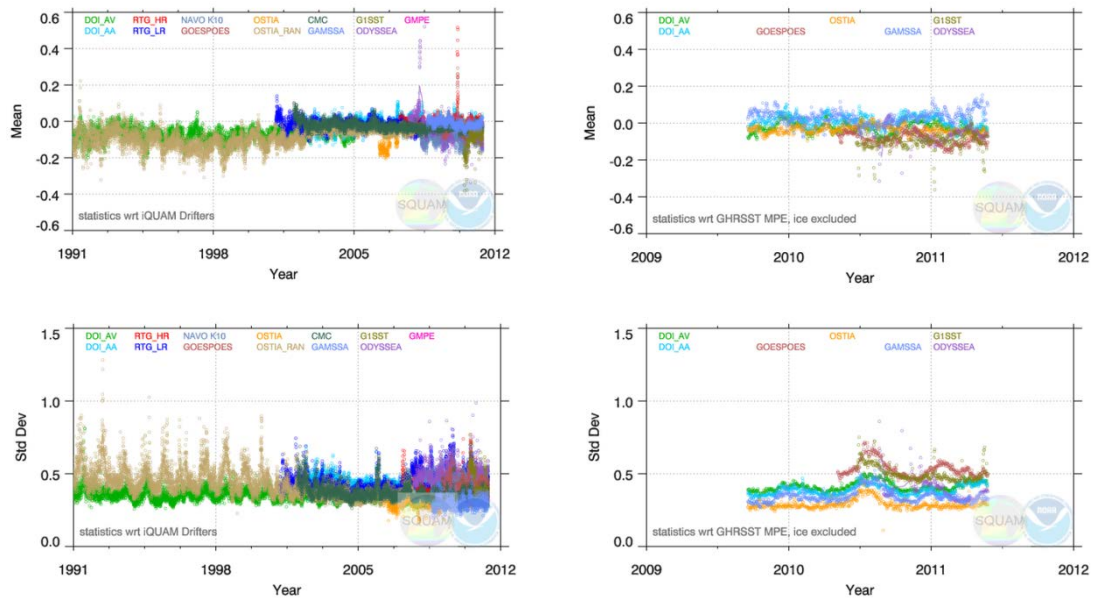 DOI_AV RTG_HR NAVO K10 OSTIA CMC G1SST GMPE
DOI_AA RTG_LR GOESPOES OSTIA_RAN GAMSSA ODYSSEA
0.6
0.4
0.2
0.0
-0.2
-0.4
-0.6
Mean
statistics wrt iQUAM Drifters
SQUAM
1991 1998 2005 2012
Year
DOI_AV OSTIA G1SST
DOI_AA GOESPOES GAMSSA ODYSSEA
0.6
0.4
0.2
0.0
-0.2
-0.4
-0.6
Mean
statistics wrt GHRSST MPE, ice excluded
SQUAM
2009 2010 2011 2012
Year
DOI_AV RTG_HR NAVO K10 OSTIA CMC G1SST GMPE
DOI_AA RTG_LR GOESPOES OSTIA_RAN GAMSSA ODYSSEA
1.5
1.0
0.5
0.0
Std Dev
statistics wrt iQUAM Drifters
SQUAM
1991 1998 2005 2012
Year
DOI_AV OSTIA G1SST
DOI_AA GOESPOES GAMSSA ODYSSEA
1.5
1.0
0.5
0.0
Std Dev
statistics wrt GHRSST MPE, ice excluded
SQUAM
2009 2010 2011 2012
Year